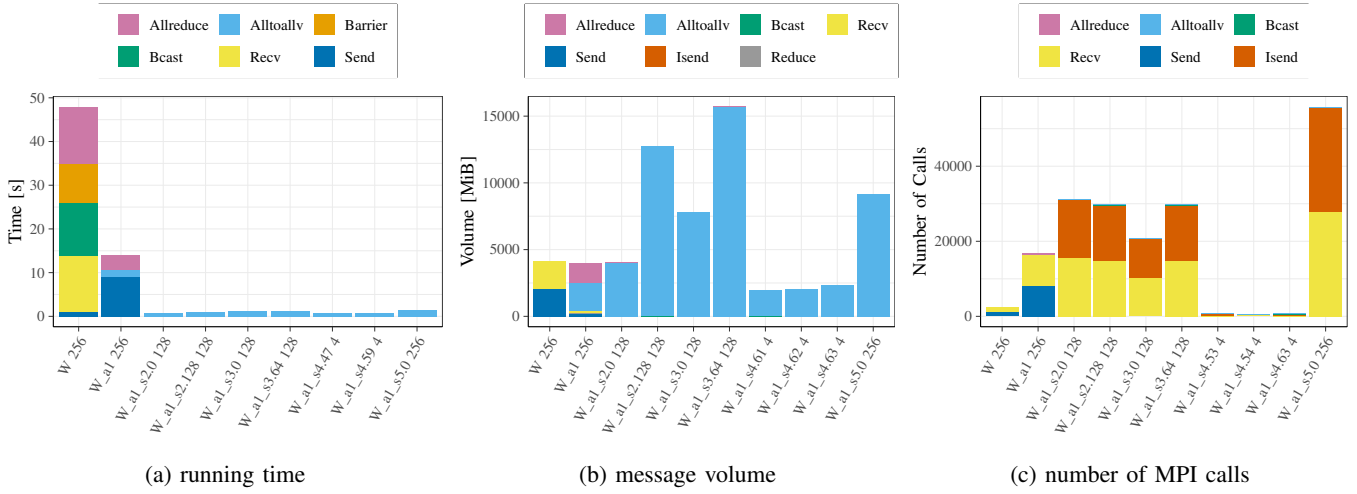 Allreduce Alltoallv Barrier
Bcast Recv Send
Time [s]
50
40
30
20
10
0
W 256
W_a1 256
W_a1_s2.0 128
W_a1_s2.128 128
W_a1_s3.0 128
W_a1_s3.64 128
W_a1_s4.47 4
W_a1_s4.59 4
W_a1_s5.0 256
(a) running time
Allreduce Alltoallv Bcast Recv
Send Isend Reduce
Volume [MiB]
15000
10000
5000
0
W 256
W_a1 256
W_a1_s2.0 128
W_a1_s2.128 128
W_a1_s3.0 128
W_a1_s3.64 128
W_a1_s4.61 4
W_a1_s4.62 4
W_a1_s4.63 4
W_a1_s5.0 256
(b) message volume
Allreduce Alltoallv Bcast
Recv Send Isend
Number of Calls
40000
20000
0
W 256
W_a1 256
W_a1_s2.0 128
W_a1_s2.128 128
W_a1_s3.0 128
W_a1_s3.64 128
W_a1_s4.53 4
W_a1_s4.54 4
W_a1_s4.63 4
W_a1_s5.0 256
(c) number of MPI calls